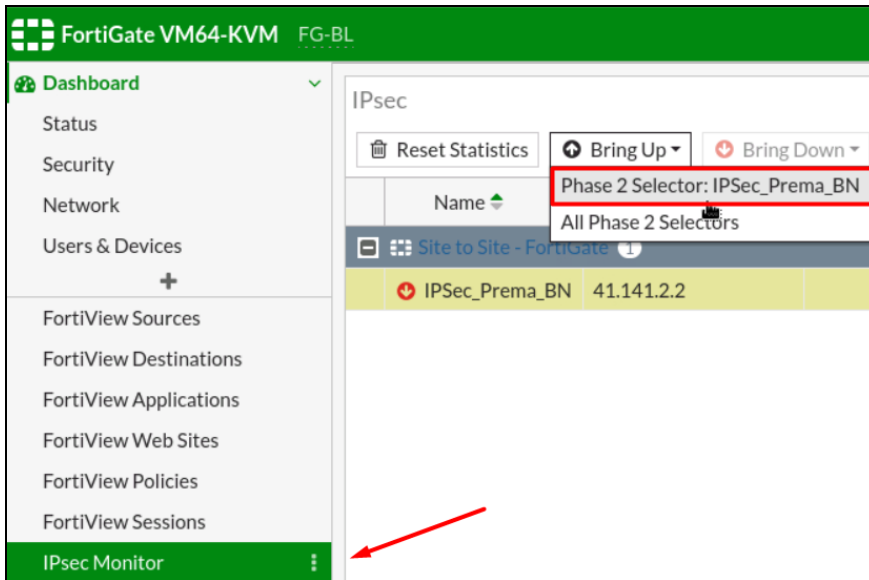 FortiGate VM64-KVM FG-BL
Dashboard
Status
Security
Network
Users & Devices
FortiView Sources
FortiView Destinations
FortiView Applications
FortiView Web Sites
FortiView Policies
FortiView Sessions
IPsec Monitor
IPsec
Reset Statistics Bring Up Bring Down
Phase 2 Selector: IPSec_Prema_BN
All Phase 2 Selectors
Name
Site to Site - FortiGate 1
IPSec_Prema_BN 41.141.2.2